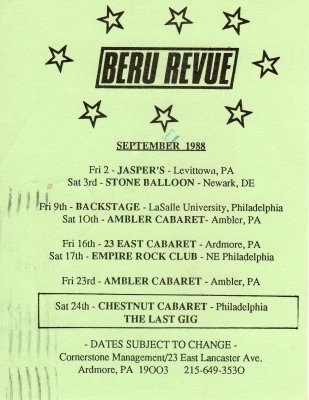 BERU REVUE
SEPTEMBER 1988
Fri 2 - JASPER'S - Levittown, PA
Sat 3rd - STONE BALLOON - Newark, DE
Fri 9th - BACKSTAGE - LaSalle University, Philadelphia
Sat 1Oth - AMBLER CABARET - Ambler, PA
Fri 16th - 23 EAST CABARET - Ardmore, PA
Sat 17th - EMPIRE ROCK CLUB - NE Philadelphia
Fri 23rd - AMBLER CABARET - Ambler, PA
Sat 24th - CHESTNUT CABARET - Philadelphia
THE LAST GIG
- DATES SUBJECT TO CHANGE -
Cornerstone Management/23 East Lancaster Ave.
Ardmore, PA 19OO3 215-649-353O